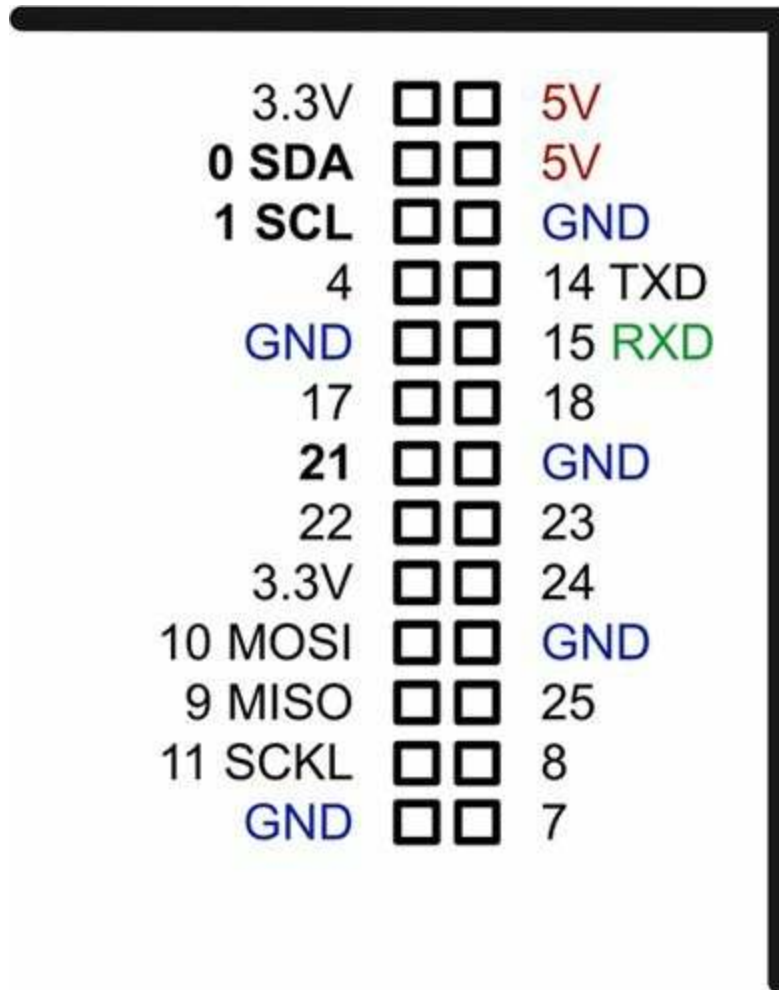 3.3V 5V
0 SDA 5V
1 SCL GND
4 14 TXD
GND 15 RXD
17 18
21 GND
22 23
3.3V 24
10 MOSI GND
9 MISO 25
11 SCKL 8
GND 7